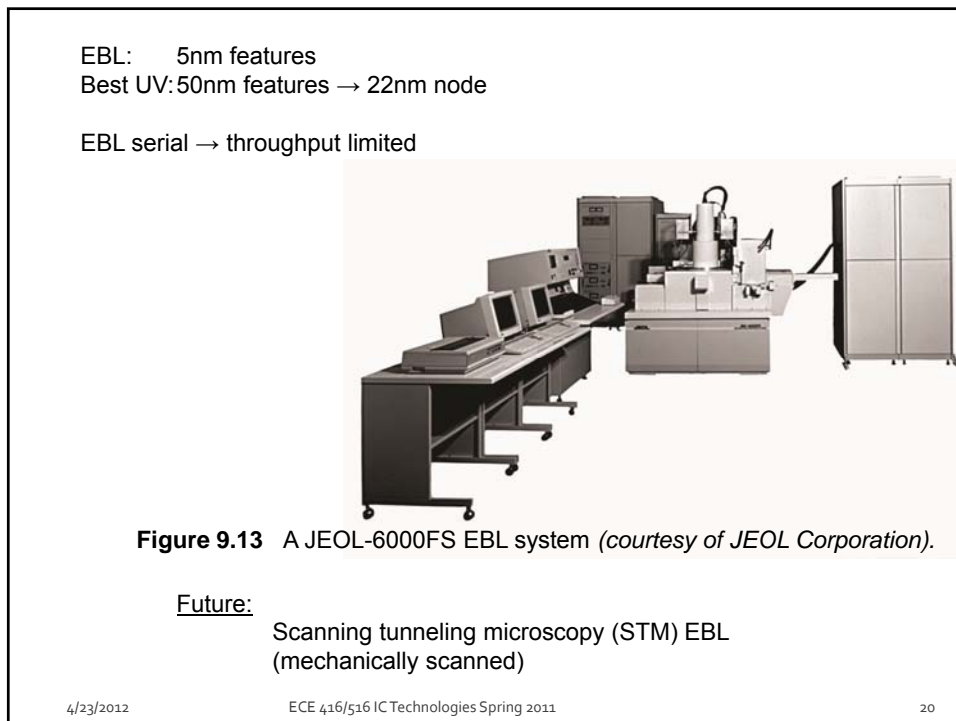 EBL: 5nm features
Best UV: 50nm features → 22nm node
EBL serial → throughput limited
Figure 9.13 A JEOL-6000FS EBL system (courtesy of JEOL Corporation).
Future:
Scanning tunneling microscopy (STM) EBL
(mechanically scanned)
4/23/2012 ECE 416/516 IC Technologies Spring 2011 20